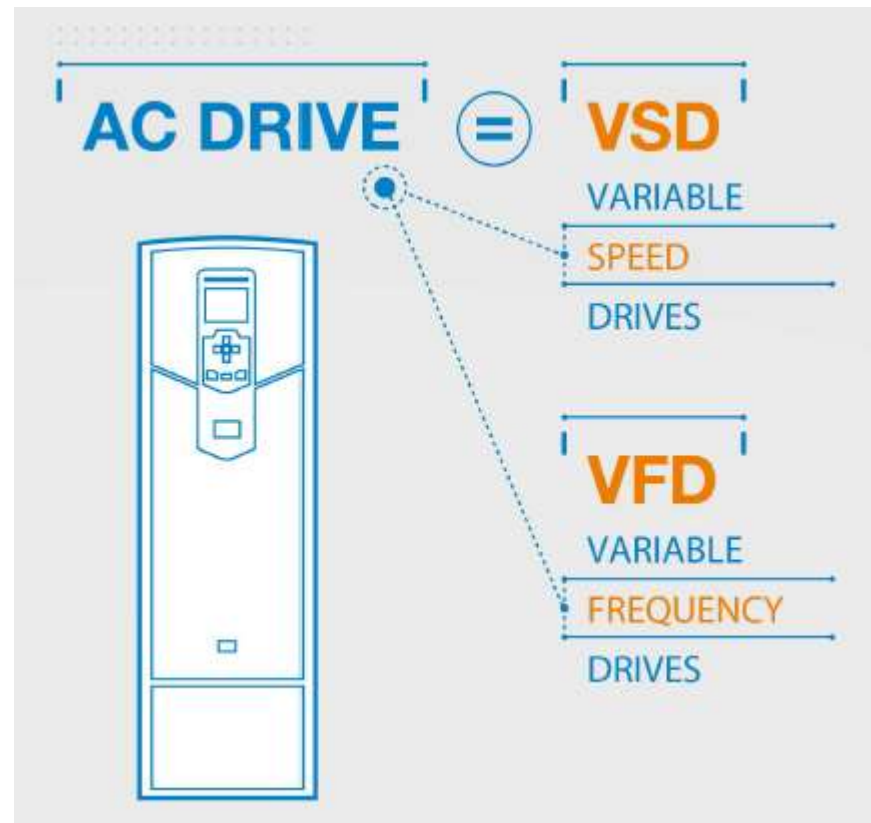 AC DRIVE = VSD
VARIABLE
SPEED
DRIVES
VFD
VARIABLE
FREQUENCY
DRIVES